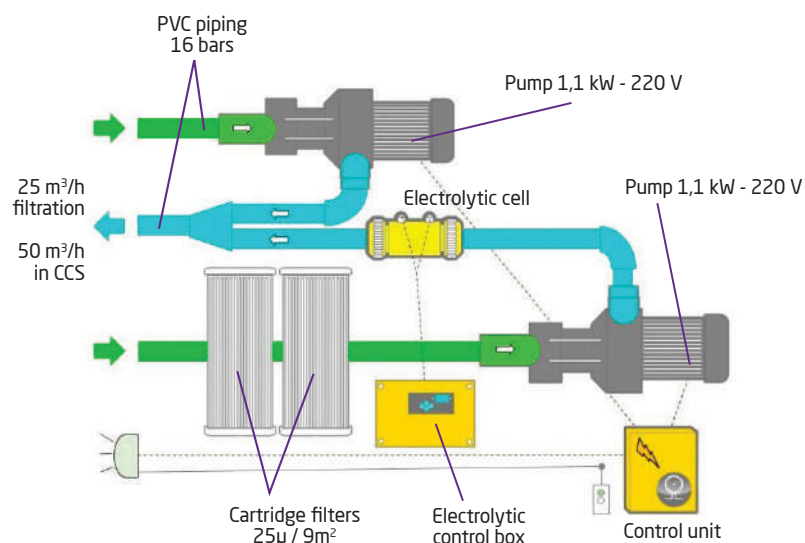 PVC piping
16 bars
Pump 1,1 kW - 220 V
25 m³/h
filtration
Electrolytic cell
Pump 1,1 kW - 220 V
50 m³/h
in CCS
Cartridge filters
25µ / 9m²
Electrolytic
control box
Control unit